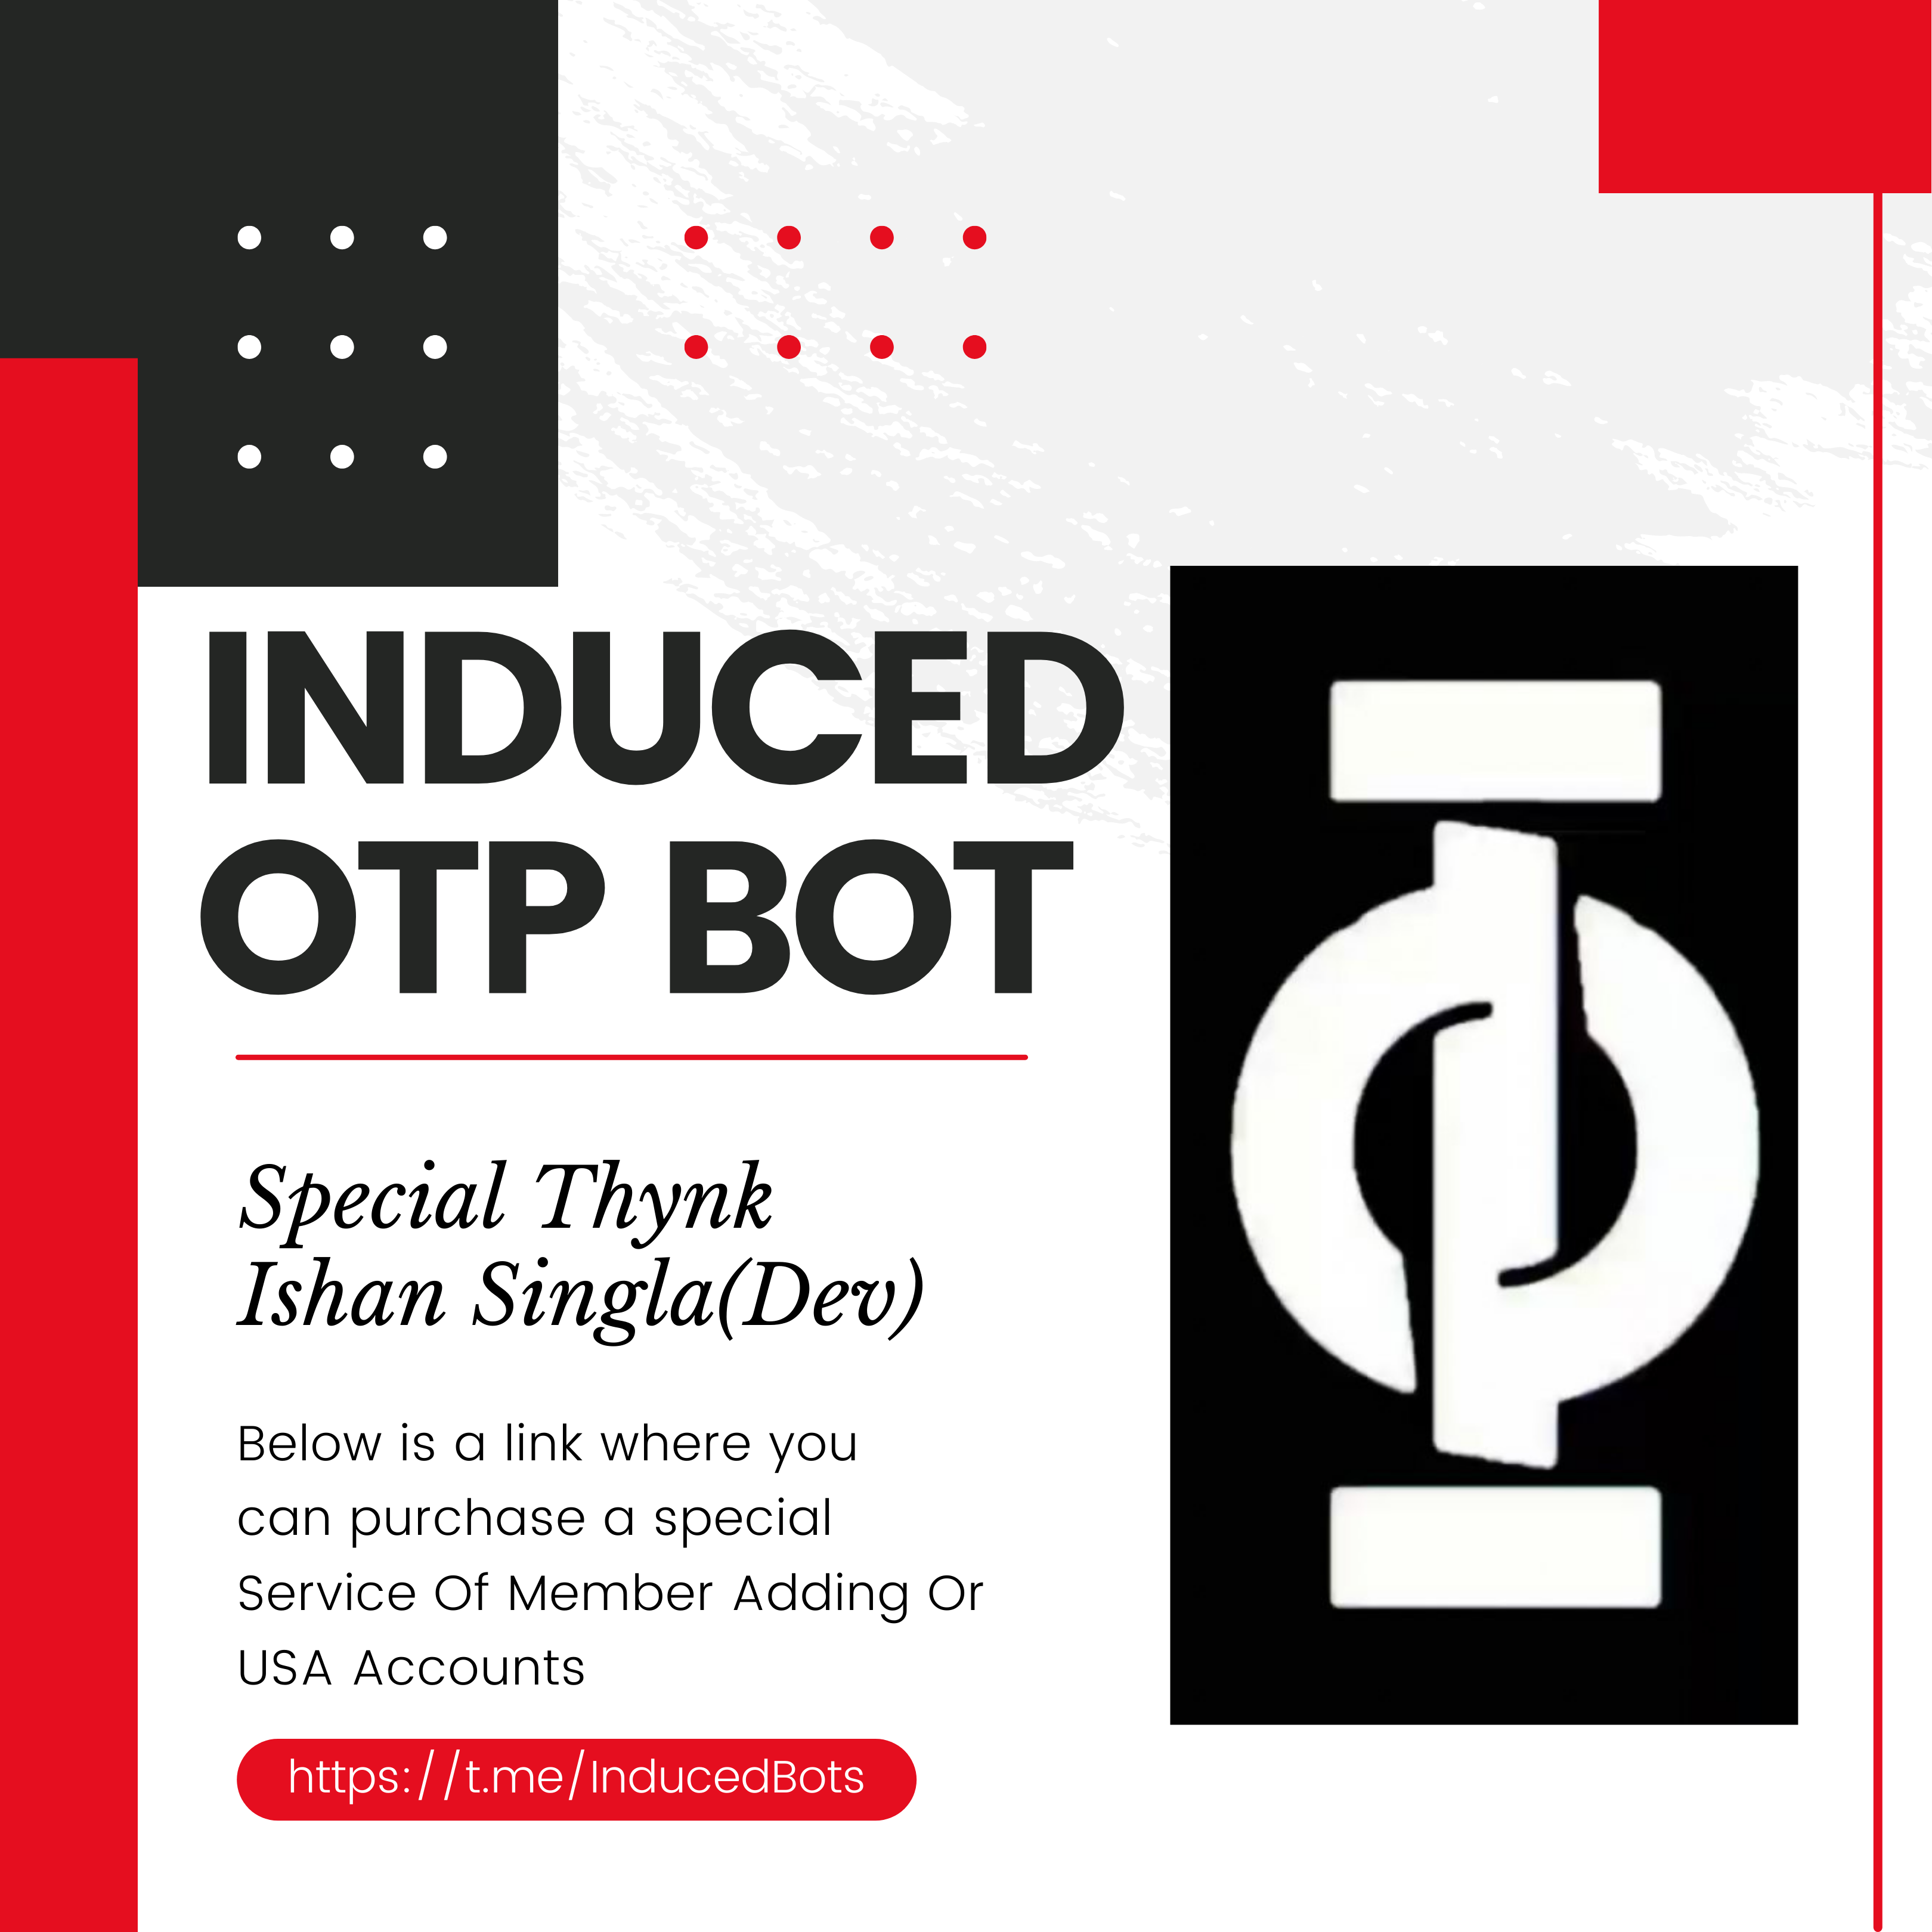 INDUCED
OTP BOT
Special Thynk
Ishan Singla(Dev)
Below is a link where you
can purchase a special
Service Of Member Adding Or
USA Accounts
https://t.me/InducedBots